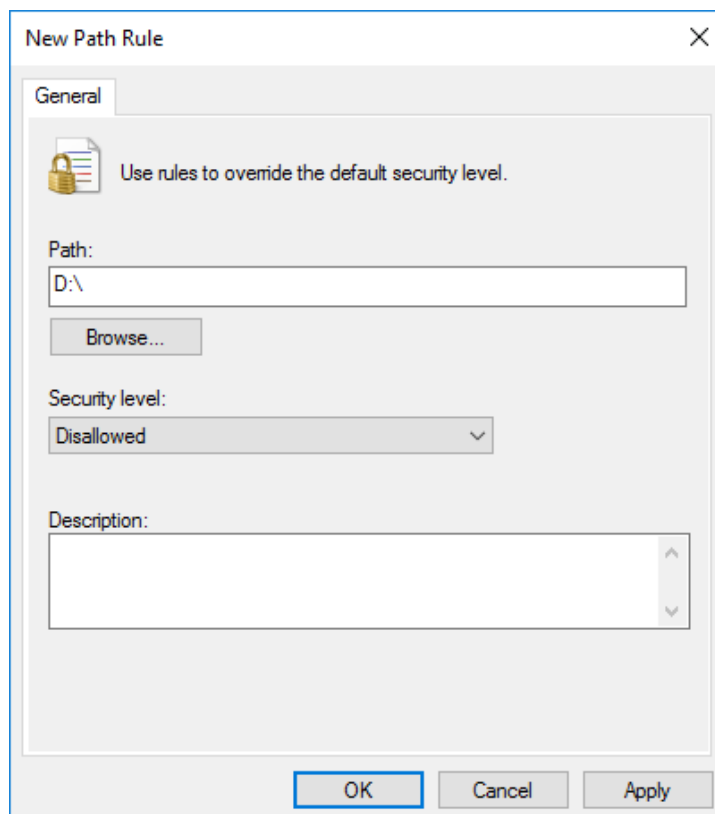 New Path Rule
General
Use rules to override the default security level.
Path:
D:\
Browse...
Security level:
Disallowed
Description:
OK Cancel Apply